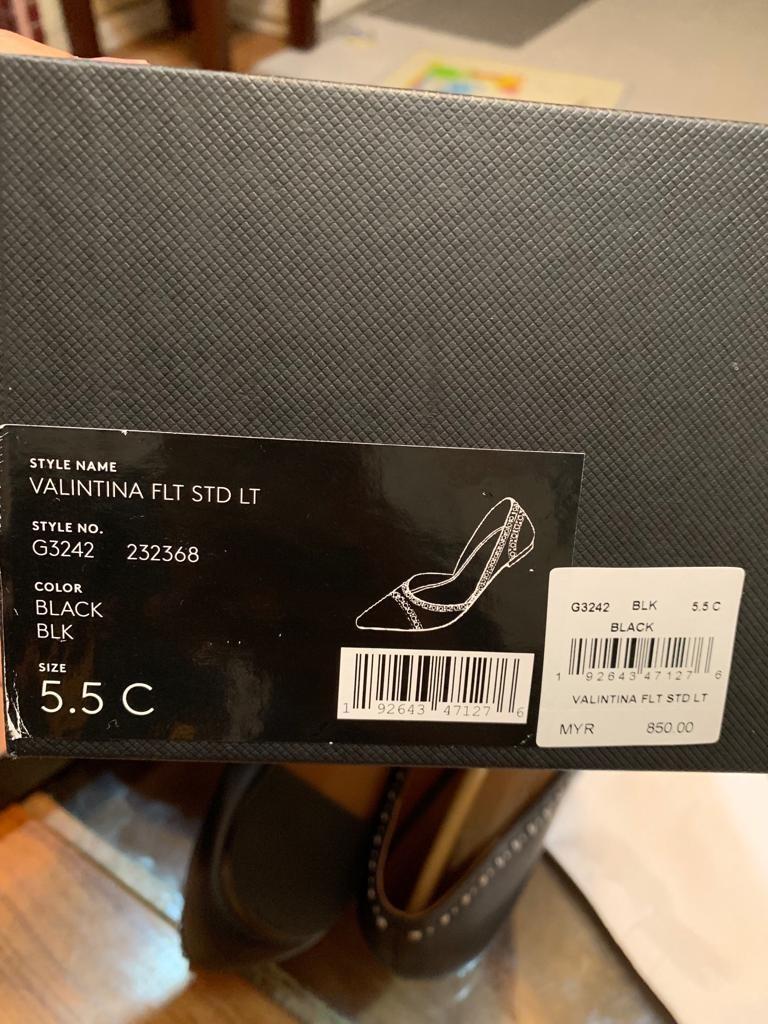 STYLE NAME
VALINTINA FLT STD LT
STYLE NO.
G3242 232368
COLOR
BLACK
BLK
SIZE
5.5 C
1 92643 47127 6
G3242 BLK 5.5 C
BLACK
1 92643 47127 6
VALINTINA FLT STD LT
MYR 850.00